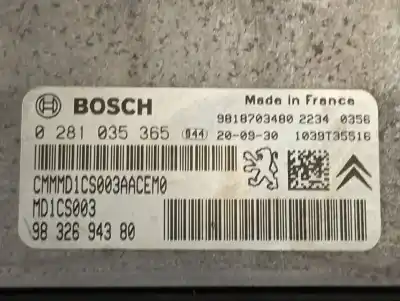 BOSCH
Made in France
9818703480 2234 0356
0 281 035 365 044 20-09-30 1039T35516
CMMMD1CS003AACEM0
MD1CS003
98 326 943 80